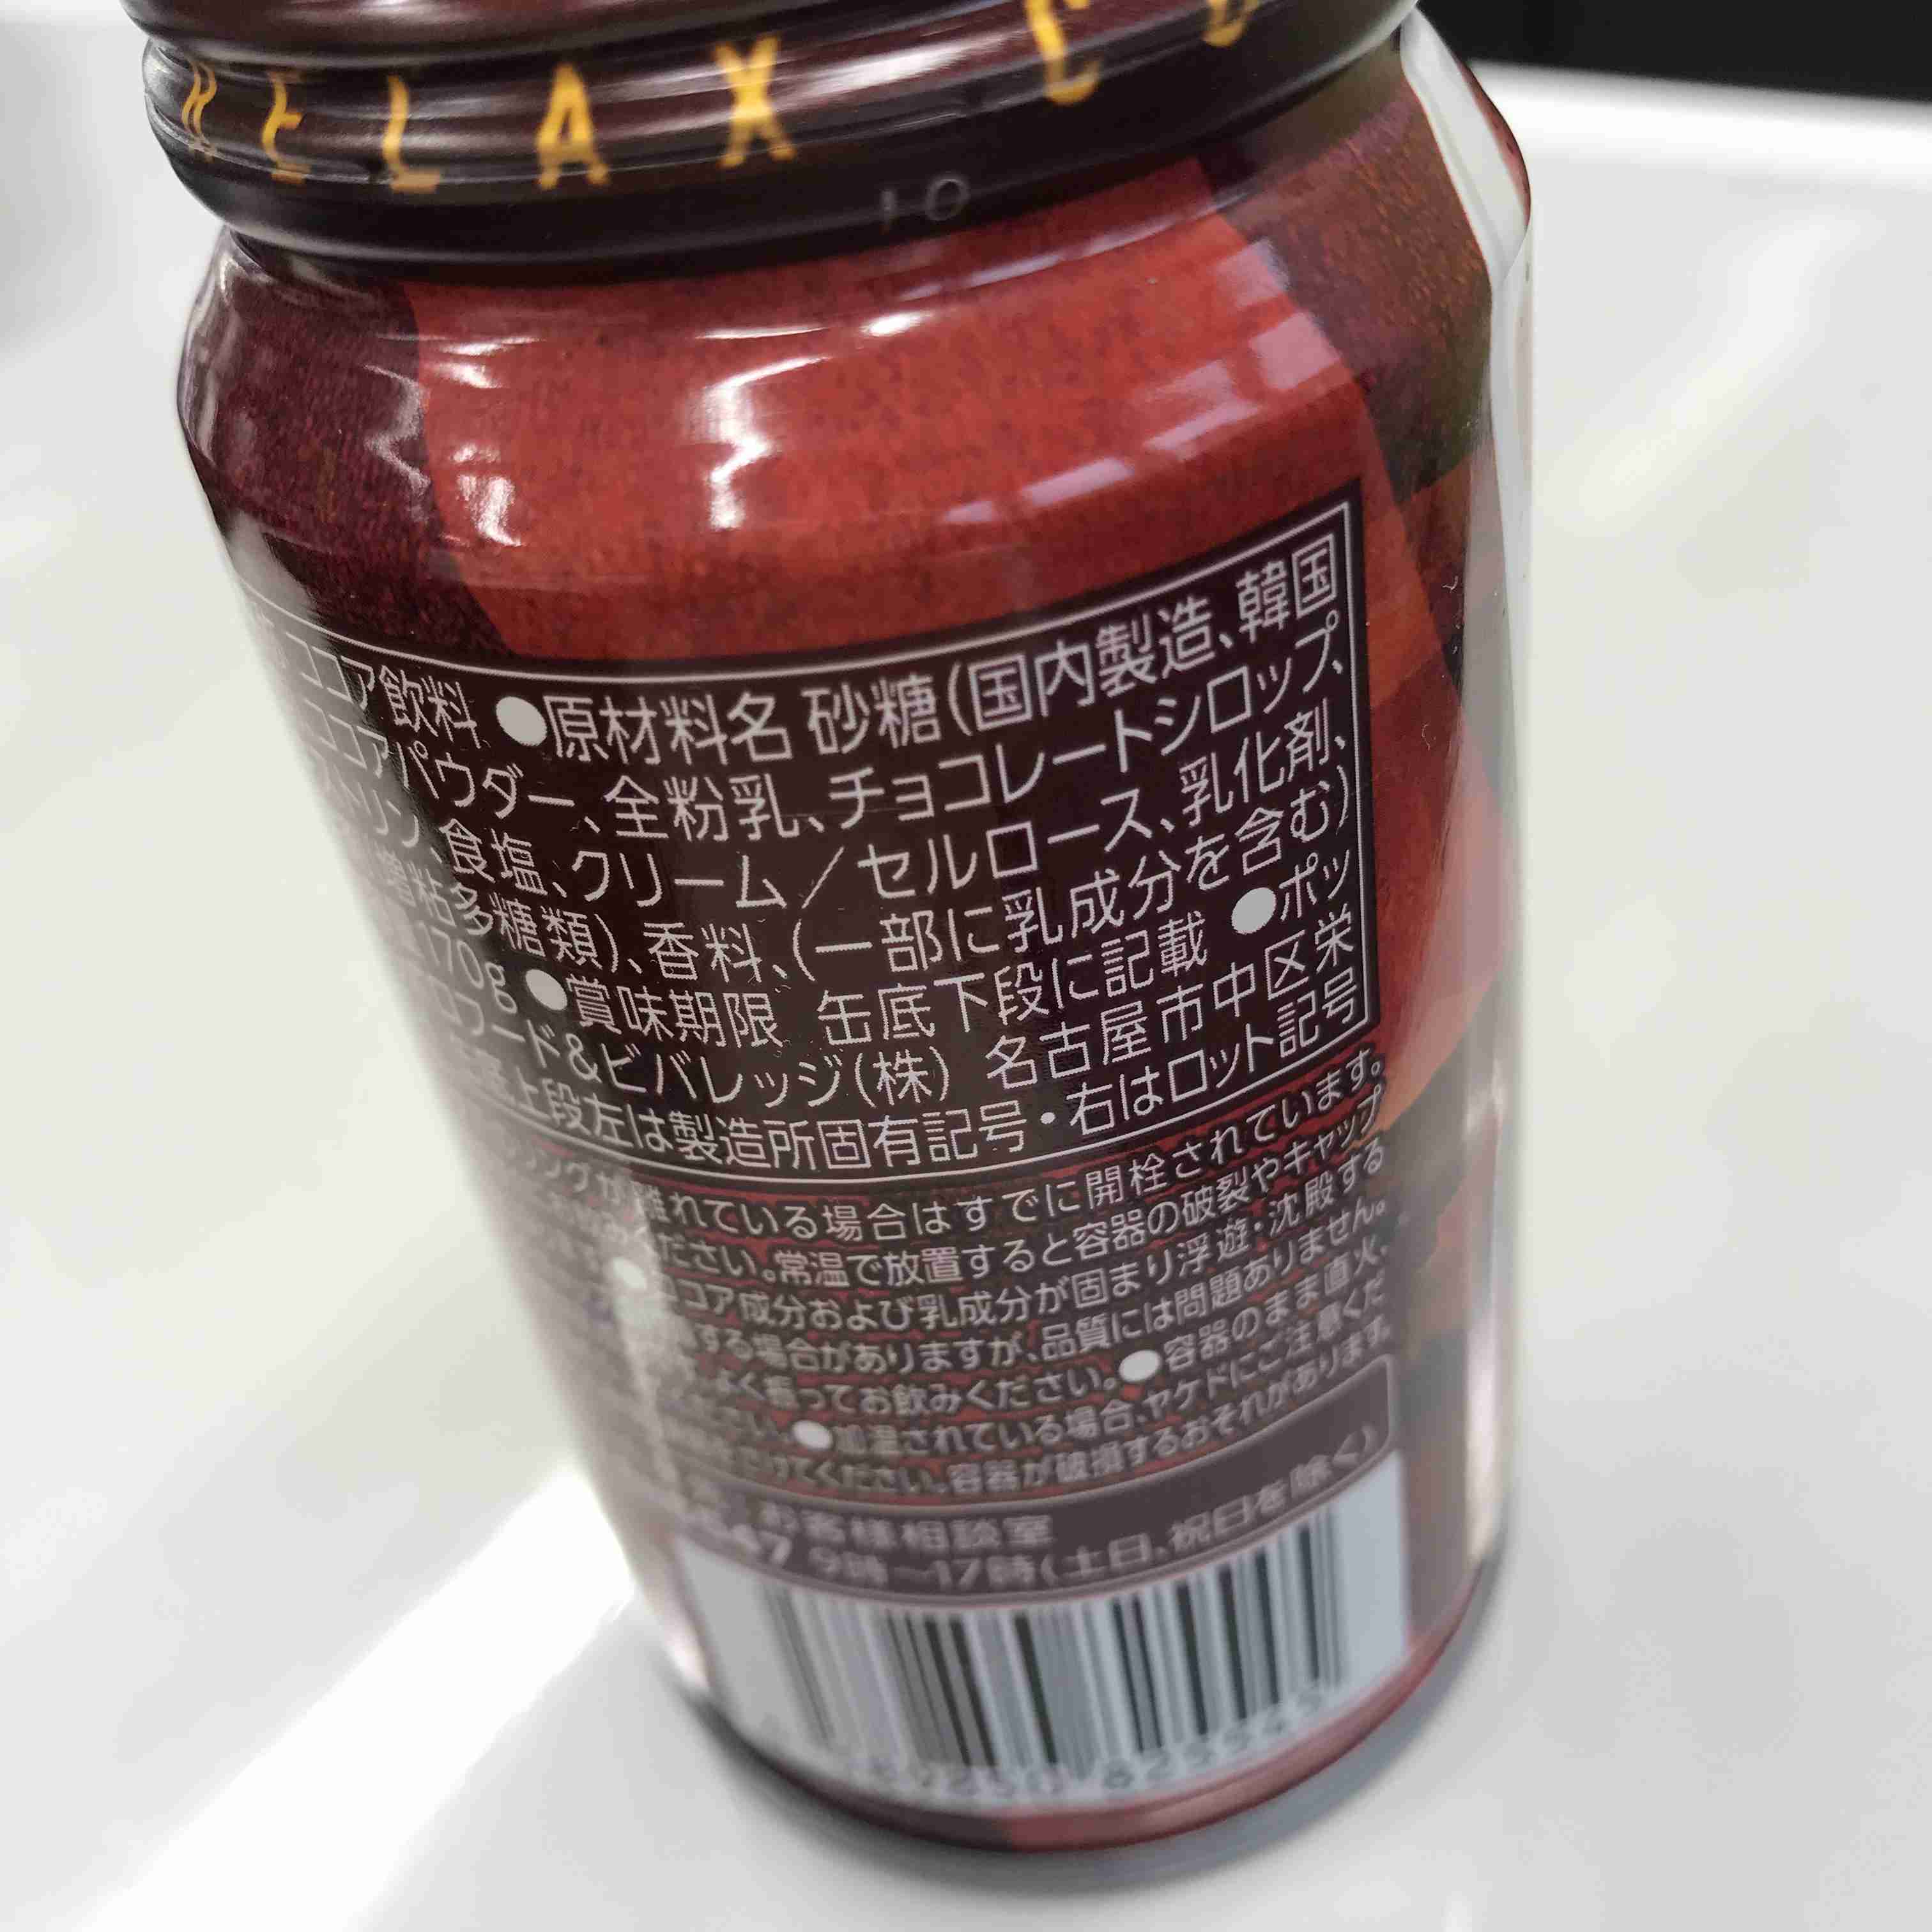 RELAX
10
ココア飲料 ●原材料名 砂糖(国内製造、韓国
ココアパウダー、全粉乳、チョコレートシロップ、
トリン、食塩、クリーム／セルロース、乳化剤、
粘多糖類)、香料、(一部に乳成分を含む)
170g ●賞味期限 缶底下段に記載 ●ポッ
フード&ビバレッジ(株) 名古屋市中区栄
上段左は製造所固有記号・右はロット記号
リングが離れている場合はすでに開栓されています。
ください。常温で放置すると容器の破裂やキャップ
●ココア成分および乳成分が固まり浮遊・沈殿する
する場合がありますが、品質には問題ありません。
よく振ってお飲みください。●容器のまま直火、
ださい。●加温されている場合、ヤケドにご注意くだ
てください。容器が破損するおそれがあります。
お客様相談室
9時〜17時(土日、祝日を除く)